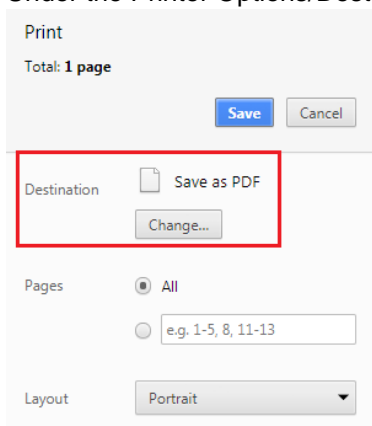 Print
Total: 1 page
Save Cancel
Destination Save as PDF
Change...
Pages All
e.g. 1-5, 8, 11-13
Layout Portrait